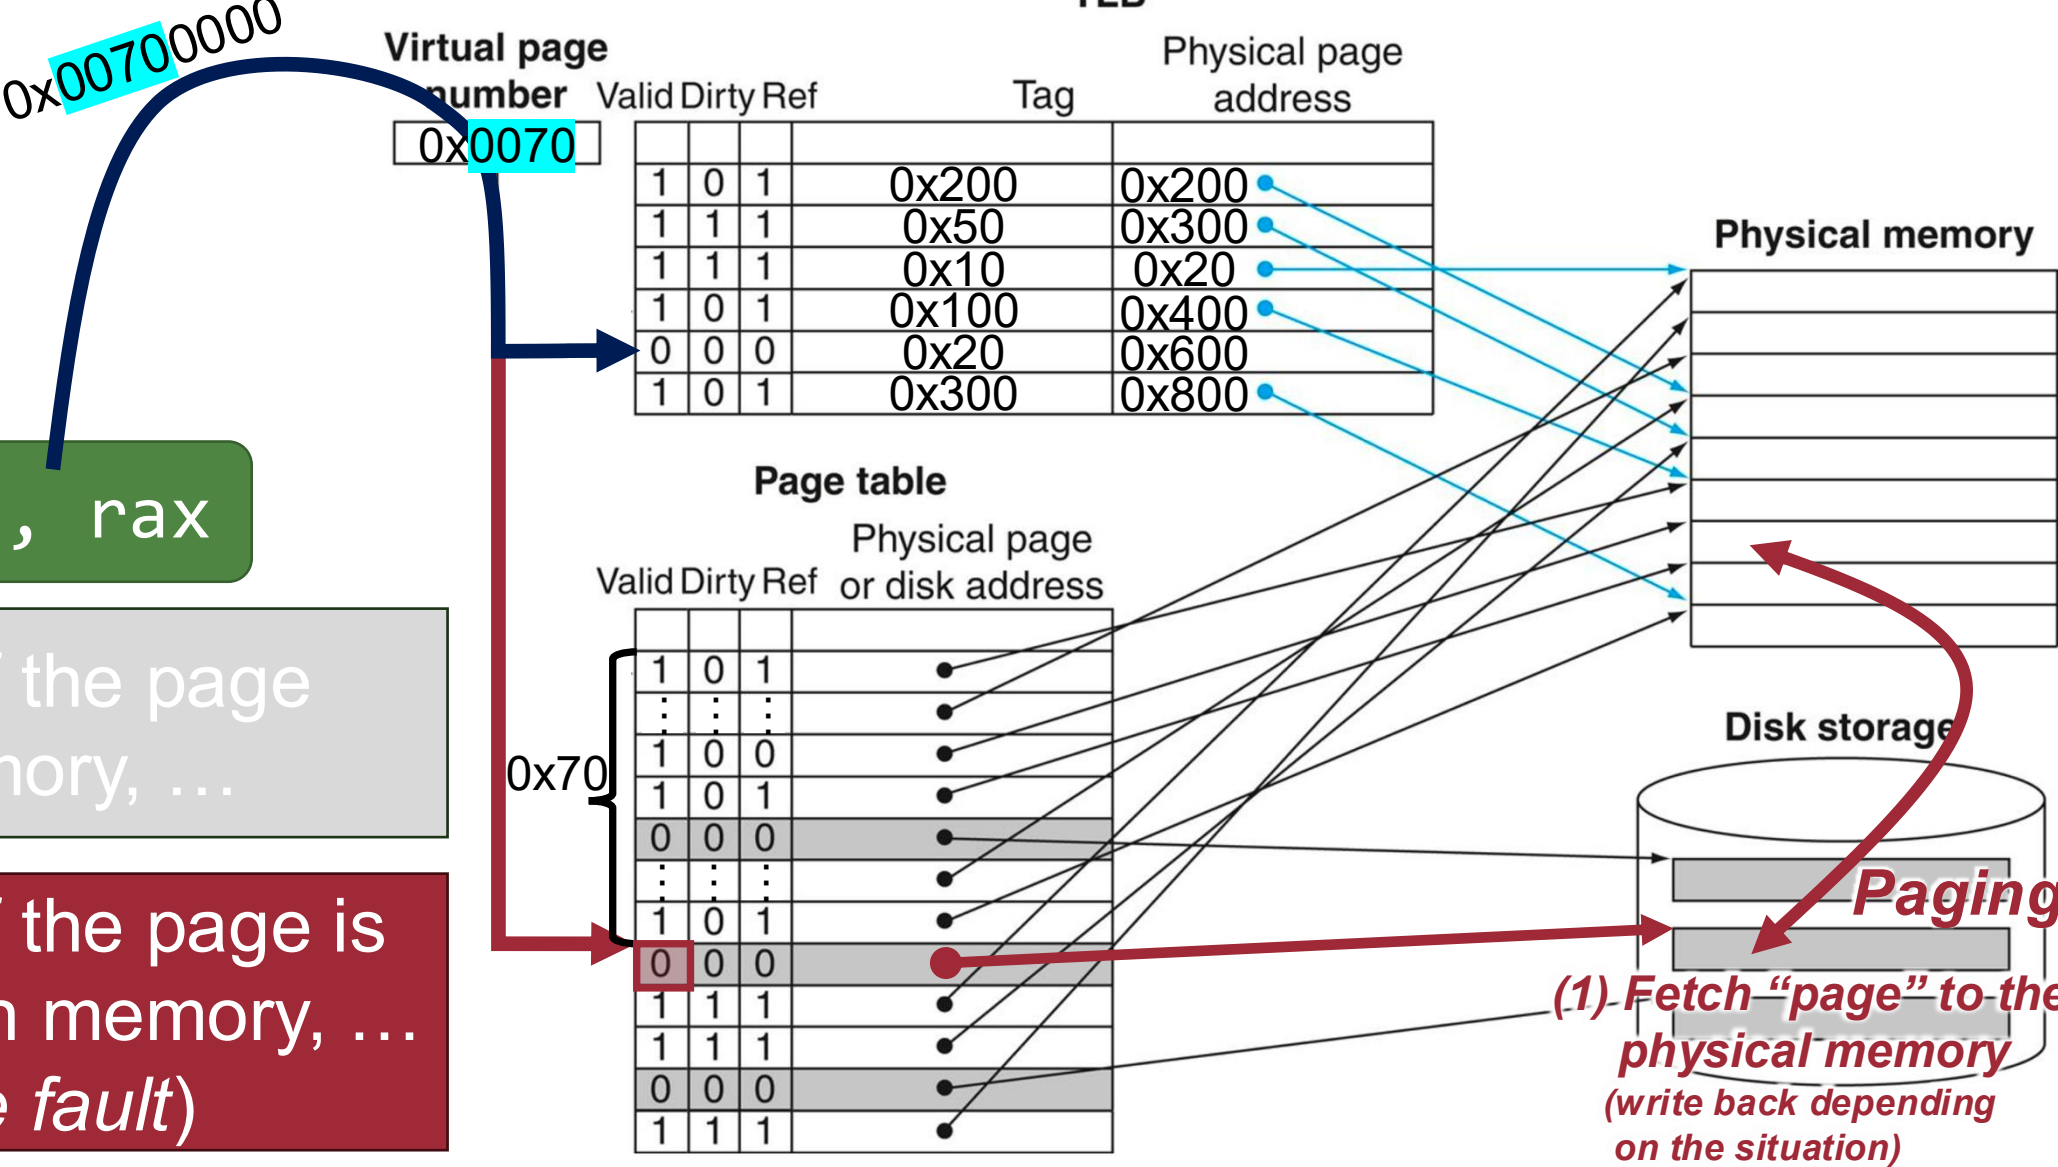 TLB
0x00700000
Virtual page
number
0x0070
Valid Dirty Ref Tag Physical page address
1 0 1 0x200 0x200
1 1 1 0x50 0x300
1 1 1 0x10 0x20
1 0 1 0x100 0x400
0 0 0 0x20 0x600
1 0 1 0x300 0x800
Physical memory
, rax
the page
…
the page is
memory, …
fault)
Page table
Valid Dirty Ref Physical page or disk address
0x70
1 0 1
⋮ ⋮ ⋮
1 0 0
1 0 1
0 0 0
⋮ ⋮ ⋮
1 0 1
0 0 0
1 1 1
1 1 1
0 0 0
1 1 1
Disk storage
Paging
(1) Fetch “page” to the
physical memory
(write back depending
on the situation)